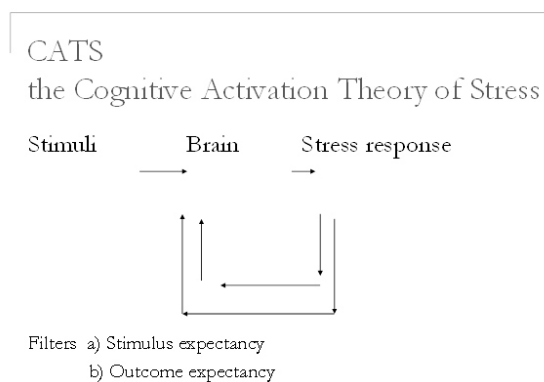 CATS
the Cognitive Activation Theory of Stress
Stimuli Brain Stress response
Filters a) Stimulus expectancy
b) Outcome expectancy